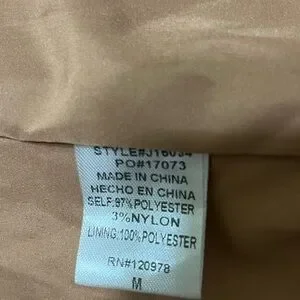 STYLE#J16034
PO#17073
MADE IN CHINA
HECHO EN CHINA
SELF:97%POLYESTER
3%NYLON
LINING:100%POLYESTER
RN#120978
M